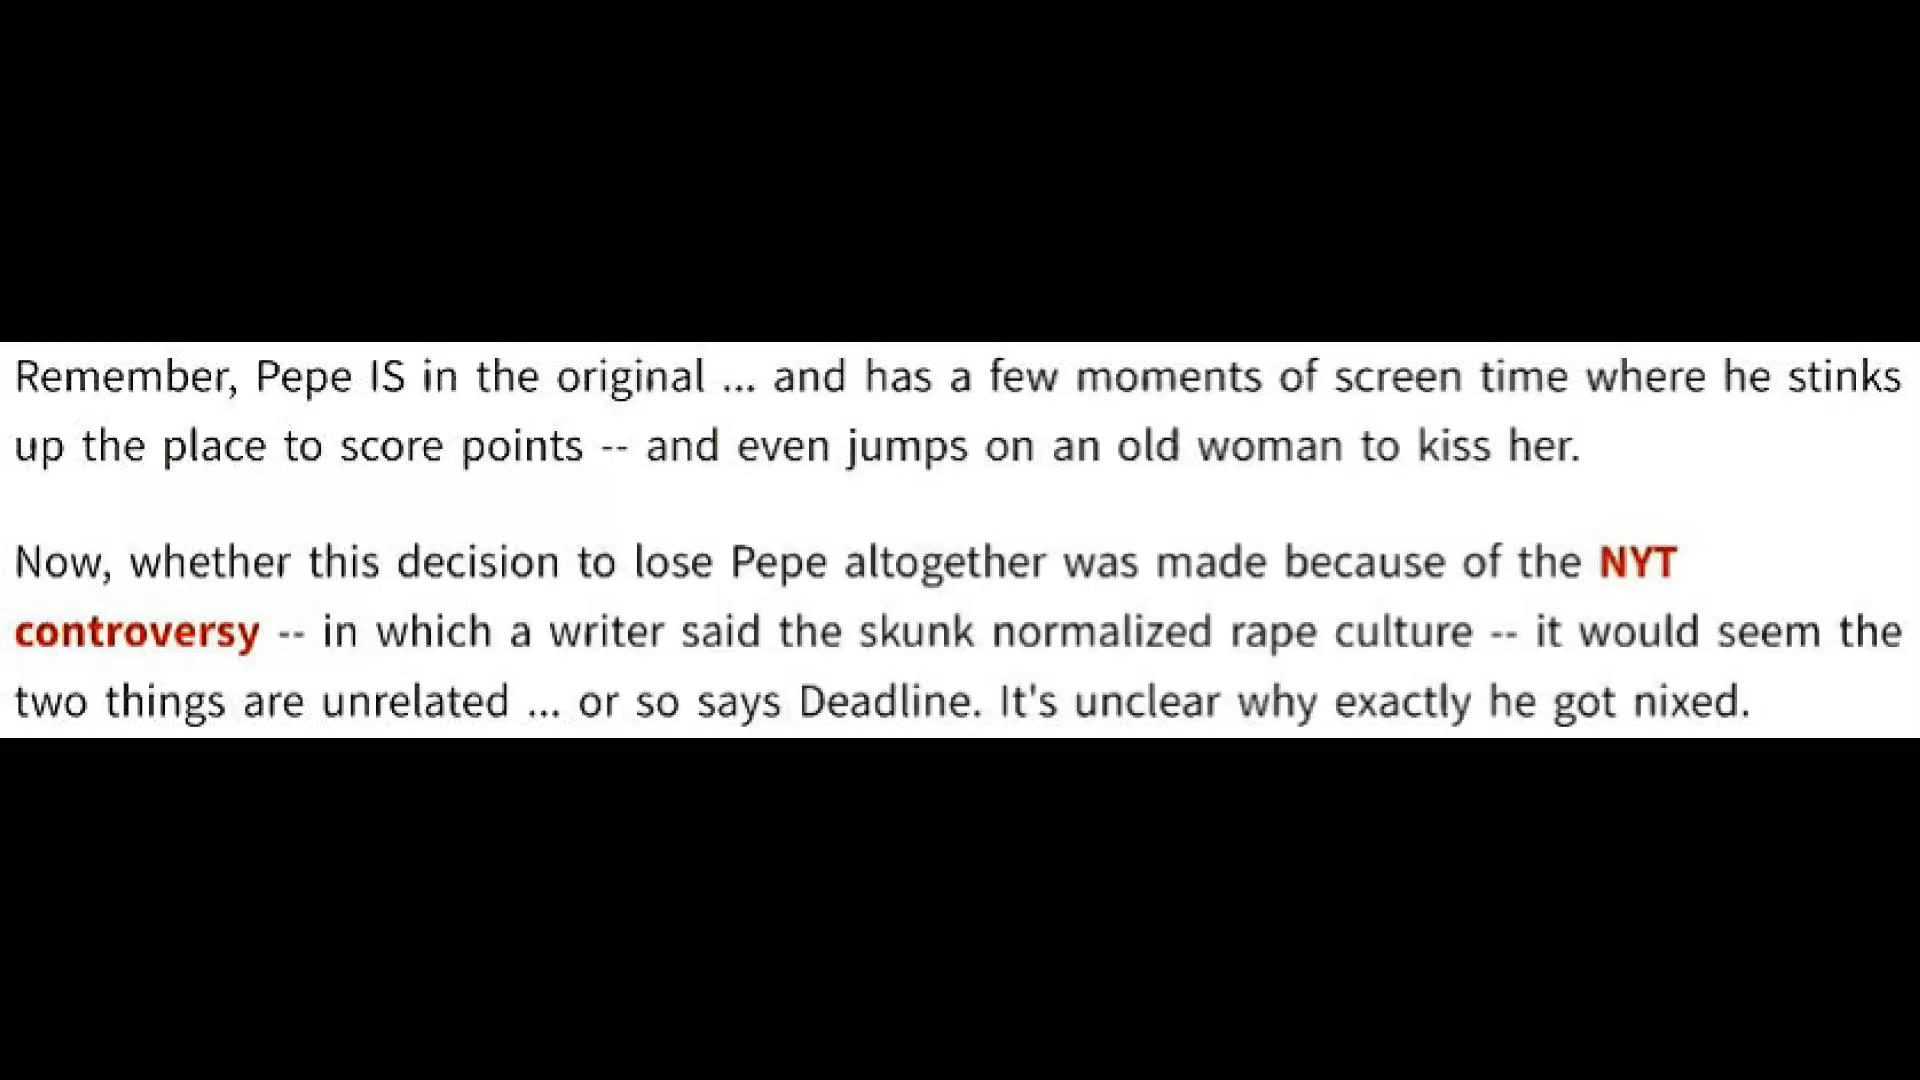 Remember, Pepe IS in the original ... and has a few moments of screen time where he stinks
up the place to score points -- and even jumps on an old woman to kiss her.
Now, whether this decision to lose Pepe altogether was made because of the NYT
controversy -- in which a writer said the skunk normalized rape culture -- it would seem the
two things are unrelated ... or so says Deadline. It's unclear why exactly he got nixed.